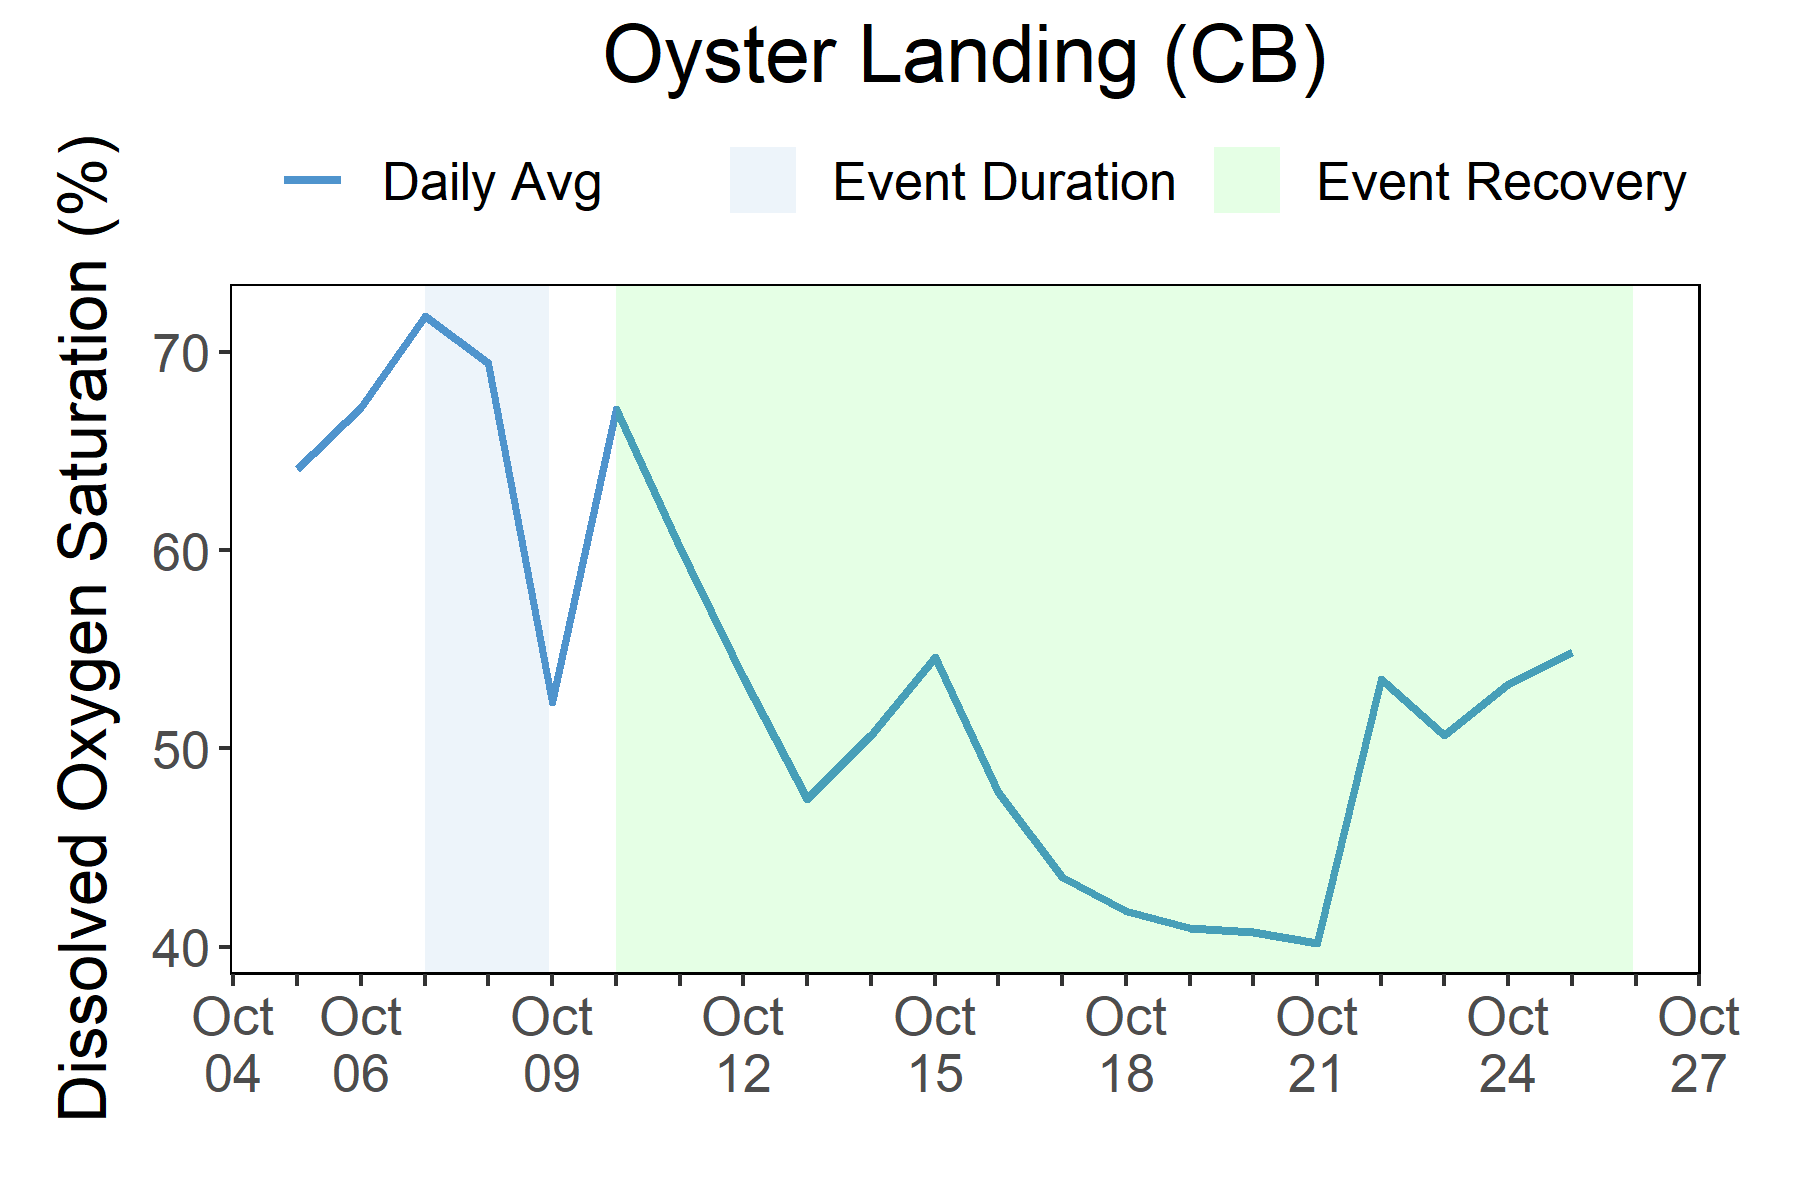 Oyster Landing (CB)
Daily Avg
Event Duration
Event Recovery
Dissolved Oxygen Saturation (%)
70
60
50
40
Oct
04
Oct
06
Oct
09
Oct
12
Oct
15
Oct
18
Oct
21
Oct
24
Oct
27